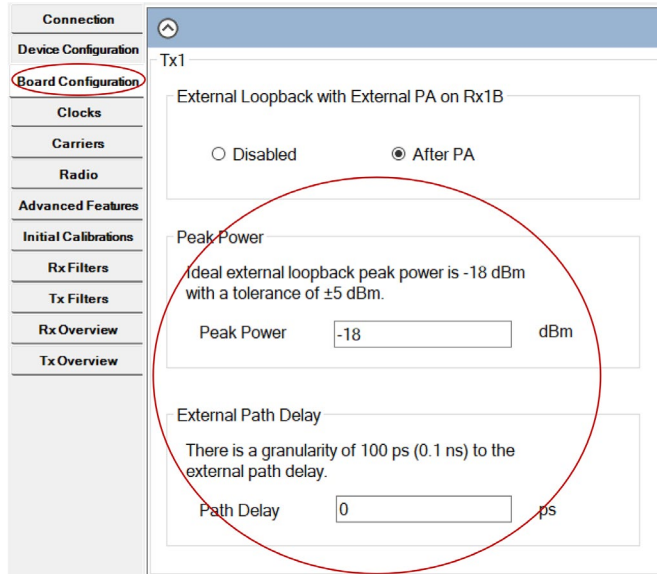 Connection
Device Configuration
Board Configuration
Clocks
Carriers
Radio
Advanced Features
Initial Calibrations
Rx Filters
Tx Filters
Rx Overview
Tx Overview
Tx1
External Loopback with External PA on Rx1B
Disabled
After PA
Peak Power
Ideal external loopback peak power is -18 dBm
with a tolerance of ±5 dBm.
Peak Power -18 dBm
External Path Delay
There is a granularity of 100 ps (0.1 ns) to the
external path delay.
Path Delay 0 ps